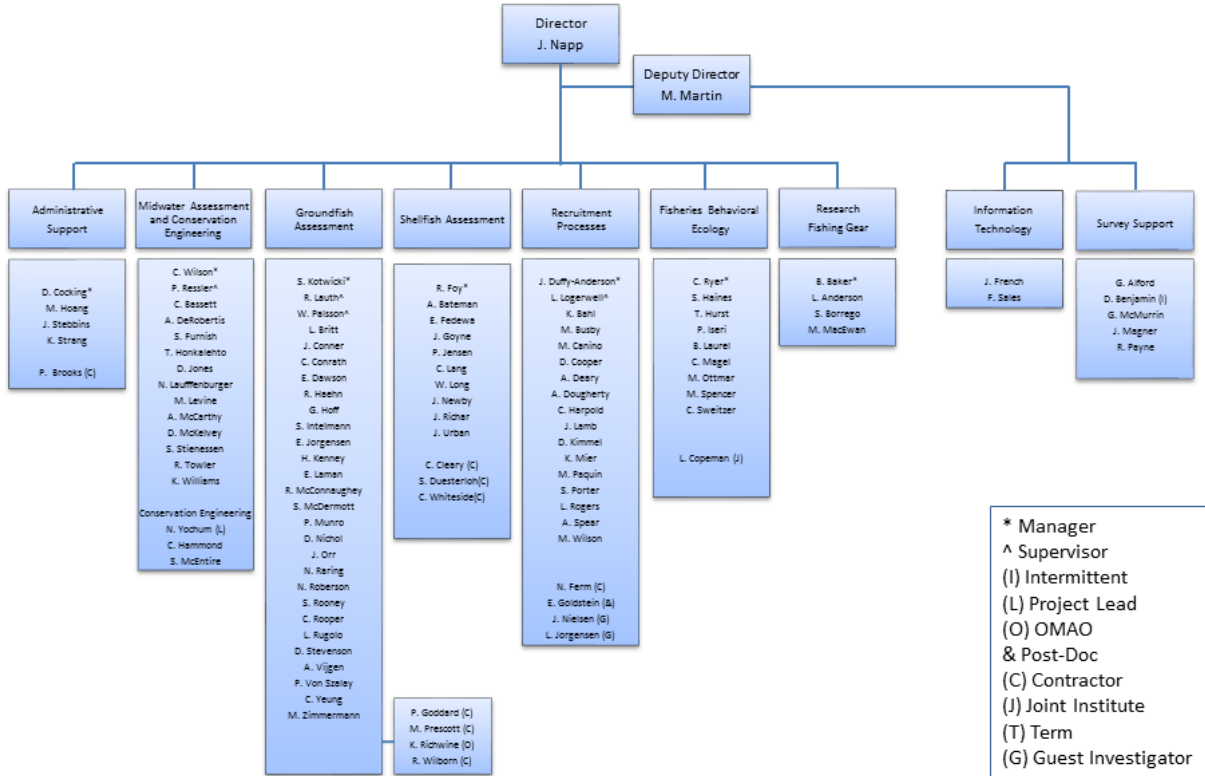 Director
J. Napp
Deputy Director
M. Martin
Administrative
Support
D. Cocking*
M. Hoang
J. Stebbins
K. Strang
P. Brooks (C)
Midwater Assessment
and Conservation
Engineering
C. Wilson*
P. Ressler^
C. Bassett
A. DeRobertis
S. Furnish
T. Honkalehto
D. Jones
N. Lauffenburger
M. Levine
A. McCarthy
D. McKelvey
S. Stienessen
R. Towler
K. Williams
Conservation Engineering
N. Yochum (L)
C. Hammond
S. McEntire
Groundfish
Assessment
S. Kotwicki*
R. Lauth^
W. Palsson^
L. Britt
J. Conner
C. Conrath
E. Dawson
R. Haehn
G. Hoff
S. Intelmann
E. Jorgensen
H. Kenney
E. Laman
R. McConnaughey
S. McDermott
P. Munro
D. Nichol
J. Orr
N. Raring
N. Roberson
S. Rooney
C. Rooper
L. Rugolo
D. Stevenson
A. Vijgen
P. Von Szalay
C. Yeung
M. Zimmermann
P. Goddard (C)
M. Prescott (C)
K. Richwine (O)
R. Wilborn (C)
Shellfish Assessment
R. Foy*
A. Bateman
E. Fedewa
J. Goyne
P. Jensen
C. Lang
W. Long
J. Newby
J. Richar
J. Urban
C. Cleary (C)
S. Duesterloh(C)
C. Whiteside(C)
Recruitment
Processes
J. Duffy-Anderson*
L. Logerwell^
K. Bahl
M. Busby
M. Canino
D. Cooper
A. Deary
A. Dougherty
C. Harpold
J. Lamb
D. Kimmel
K. Mier
M. Paquin
S. Porter
L. Rogers
A. Spear
M. Wilson
N. Ferm (C)
E. Goldstein (&)
J. Nielsen (G)
L. Jorgensen (G)
Fisheries Behavioral
Ecology
C. Ryer*
S. Haines
T. Hurst
P. Iseri
B. Laurel
C. Magel
M. Ottmar
M. Spencer
C. Sweitzer
L. Copeman (J)
Research
Fishing Gear
B. Baker*
L. Anderson
S. Borrego
M. MacEwan
Information
Technology
J. French
F. Sales
Survey Support
G. Alford
D. Benjamin (I)
G. McMurrin
J. Magner
R. Payne
* Manager
^ Supervisor
(I) Intermittent
(L) Project Lead
(O) OMAO
& Post-Doc
(C) Contractor
(J) Joint Institute
(T) Term
(G) Guest Investigator